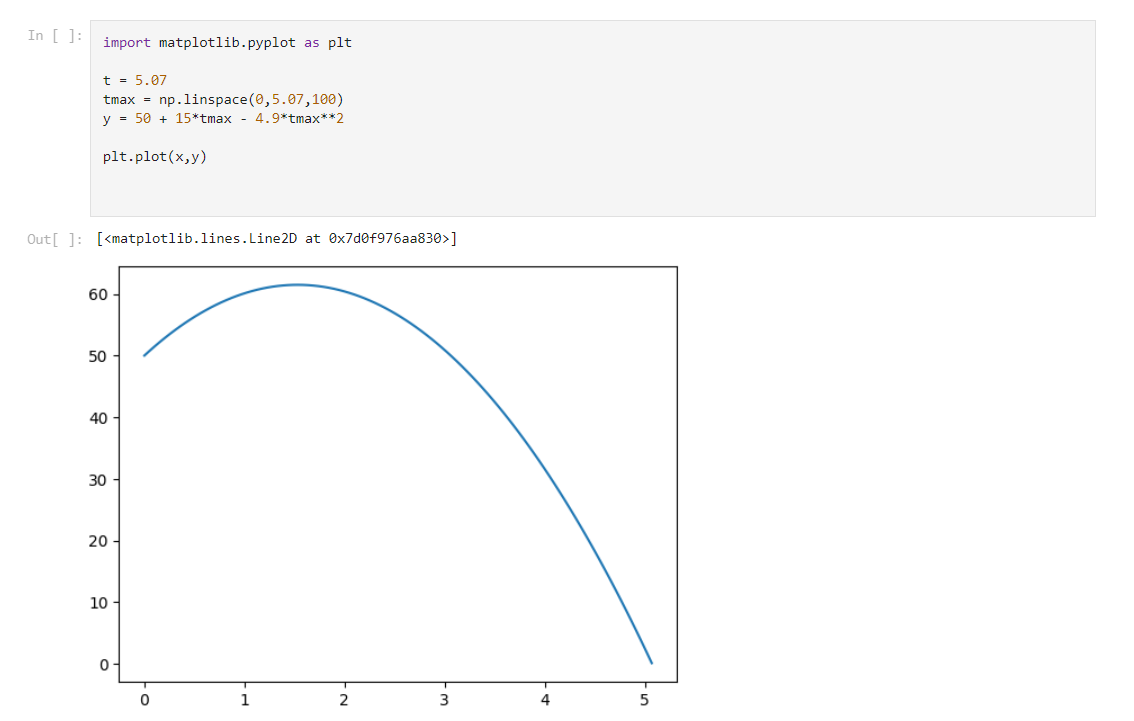 In [ ]:
import matplotlib.pyplot as plt
t = 5.07
tmax = np.linspace(0,5.07,100)
y = 50 + 15*tmax - 4.9*tmax**2
plt.plot(x,y)
Out[ ]:
[<matplotlib.lines.Line2D at 0x7d0f976aa830>]
60
50
40
30
20
10
0
0 1 2 3 4 5